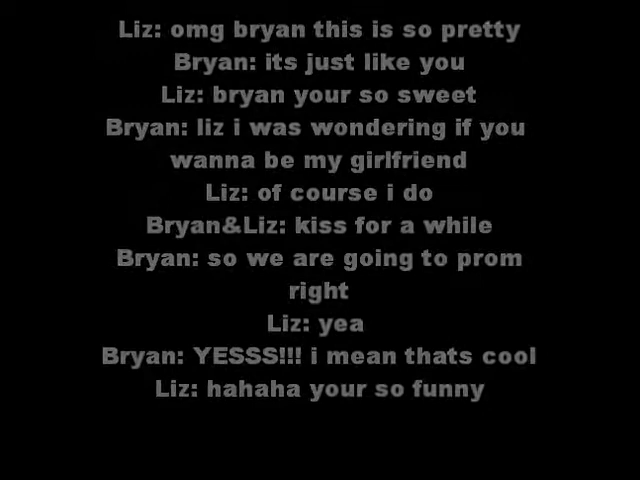 Liz: omg bryan this is so pretty
Bryan: its just like you
Liz: bryan your so sweet
Bryan: liz i was wondering if you
wanna be my girlfriend
Liz: of course i do
Bryan&Liz: kiss for a while
Bryan: so we are going to prom
right
Liz: yea
Bryan: YESSS!!! i mean thats cool
Liz: hahaha your so funny